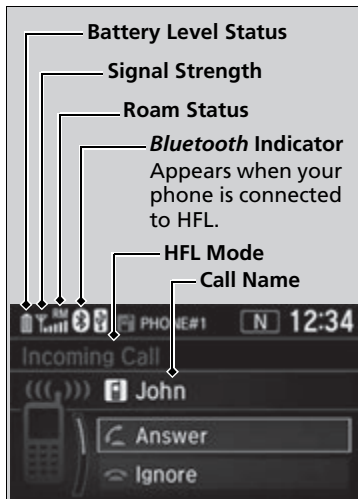 Battery Level Status
Signal Strength
Roam Status
Bluetooth Indicator
Appears when your
phone is connected
to HFL.
HFL Mode
Call Name
RM PHONE#1 N 12:34
Incoming Call
John
Answer
Ignore